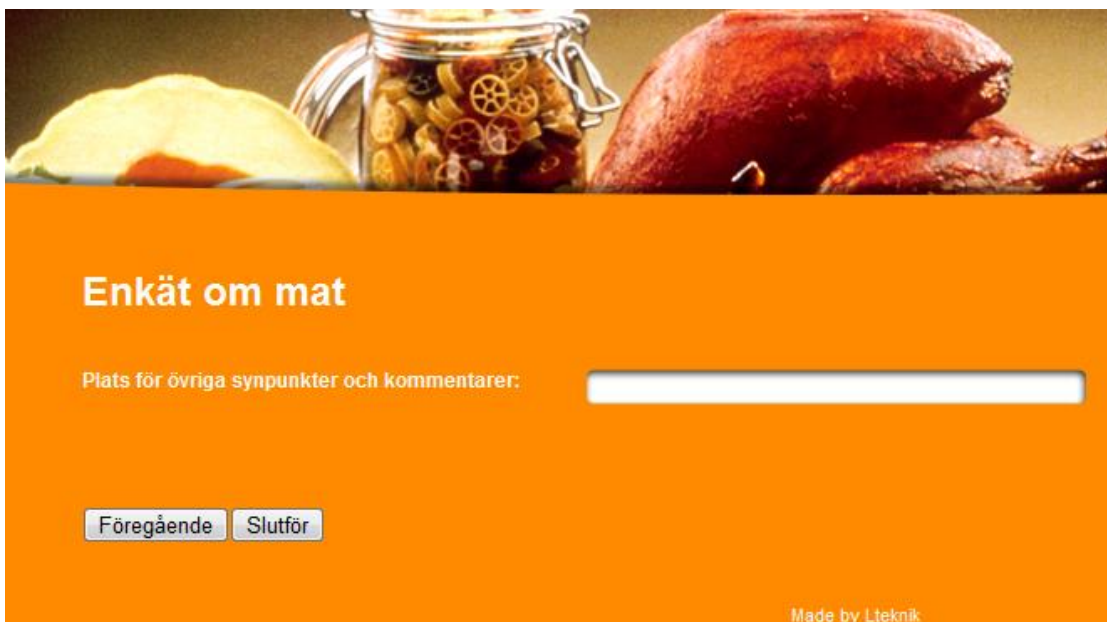 Enkät om mat
Plats för övriga synpunkter och kommentarer:
Föregående Slutför
Made by Lteknik